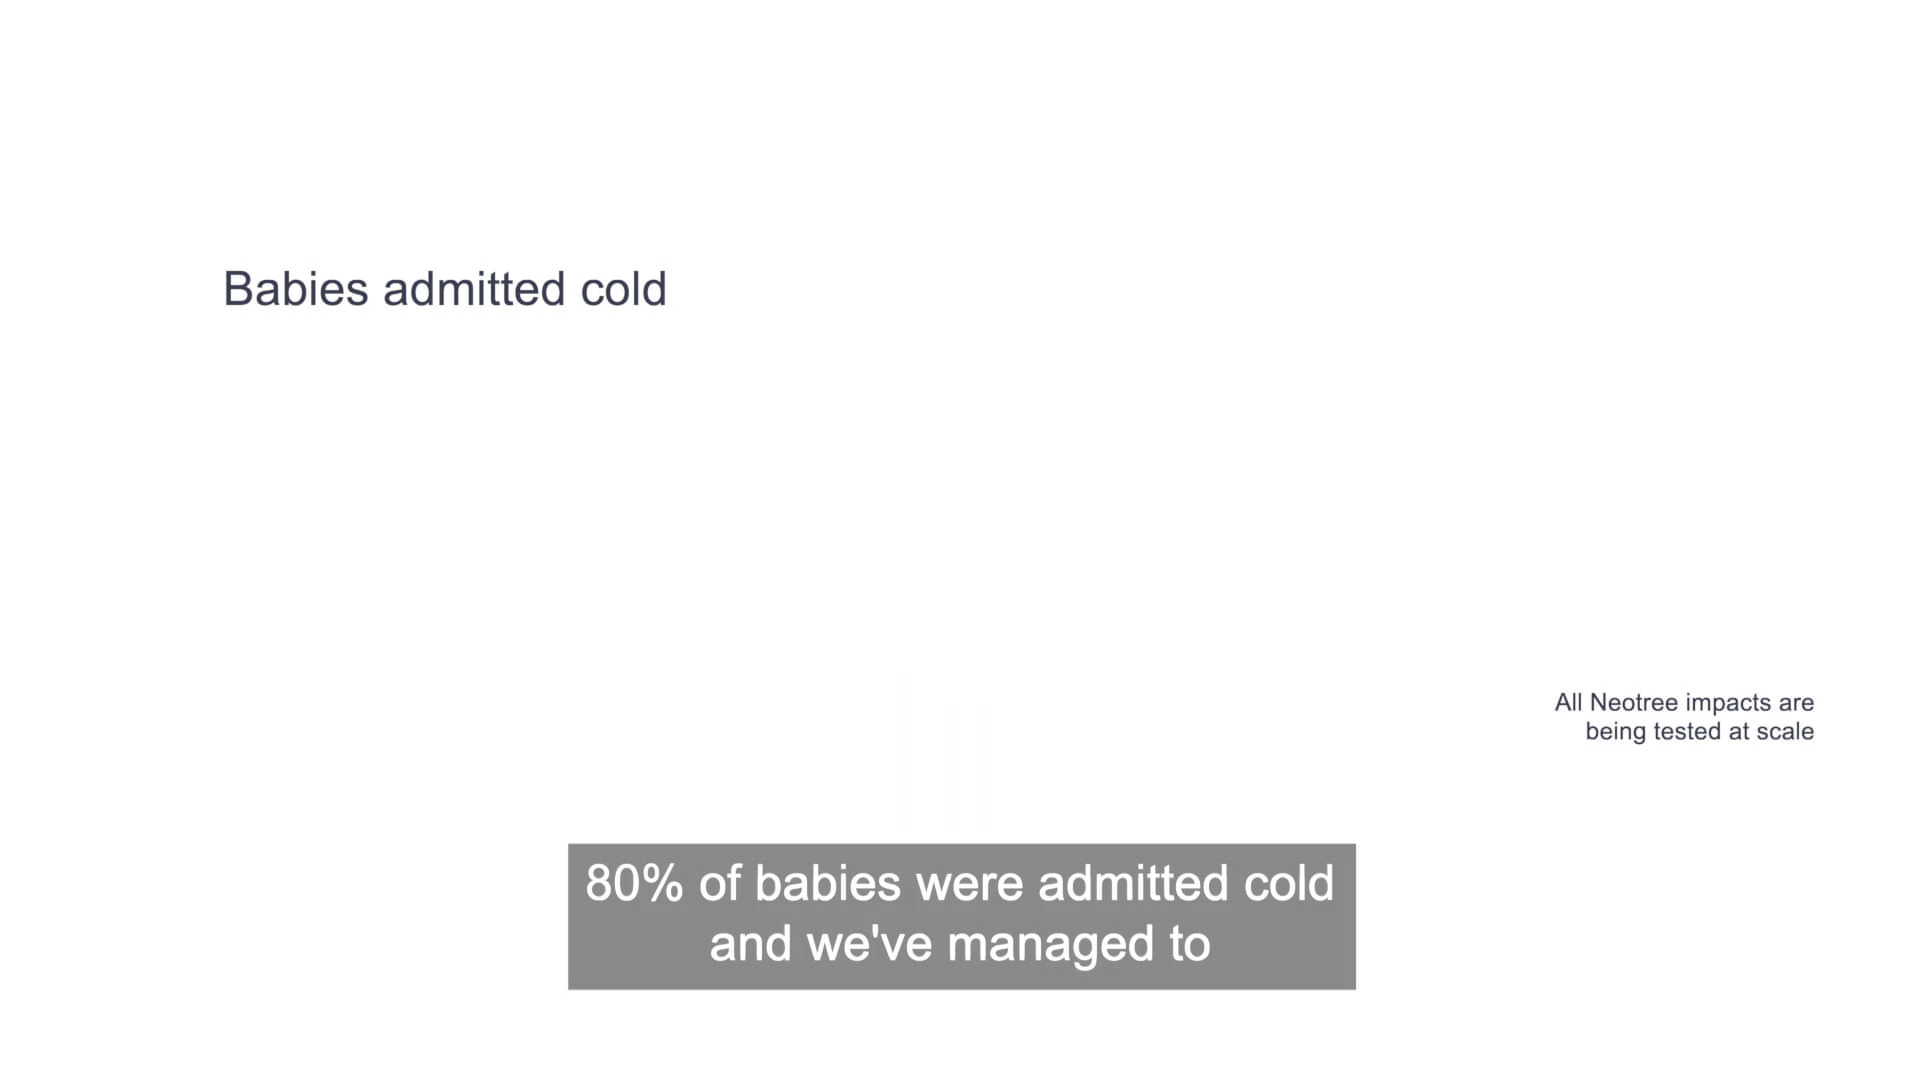 Babies admitted cold
All Neotree impacts are
being tested at scale
80% of babies were admitted cold
and we've managed to